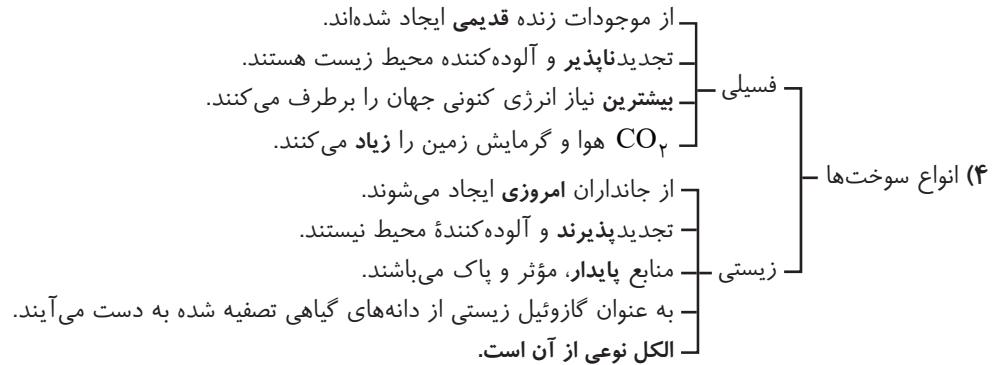 از موجودات زنده قدیمی ایجاد شده‌اند.
تجدیدناپذیر و آلوده‌کننده محیط زیست هستند.
فسیلی
بیشترین نیاز انرژی کنونی جهان را برطرف می‌کنند.
CO۲ هوا و گرمایش زمین را زیاد می‌کنند.
۴) انواع سوخت‌ها
از جانداران امروزی ایجاد می‌شوند.
تجدیدپذیرند و آلوده‌کنندهٔ محیط نیستند.
زیستی
منابع پایدار، مؤثر و پاک می‌باشند.
به عنوان گازوئیل زیستی از دانه‌های گیاهی تصفیه شده به دست می‌آیند.
الکل نوعی از آن است.